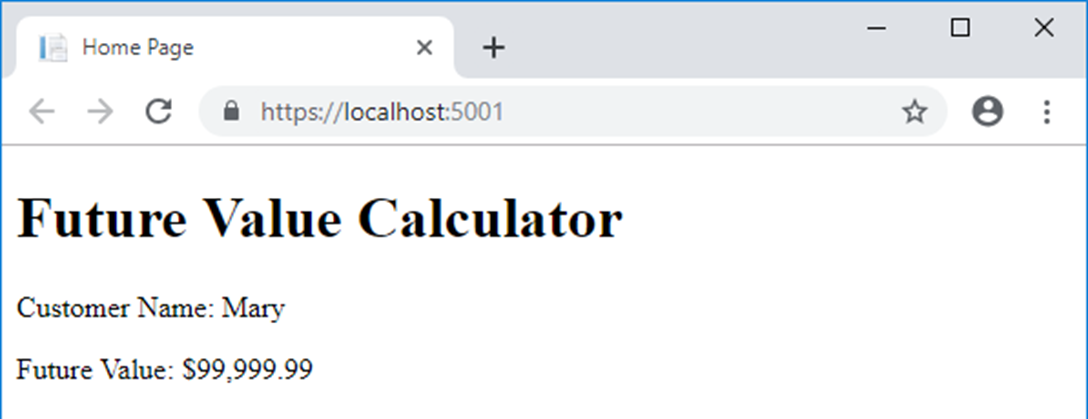 Home Page
https://localhost:5001
Future Value Calculator
Customer Name: Mary
Future Value: $99,999.99